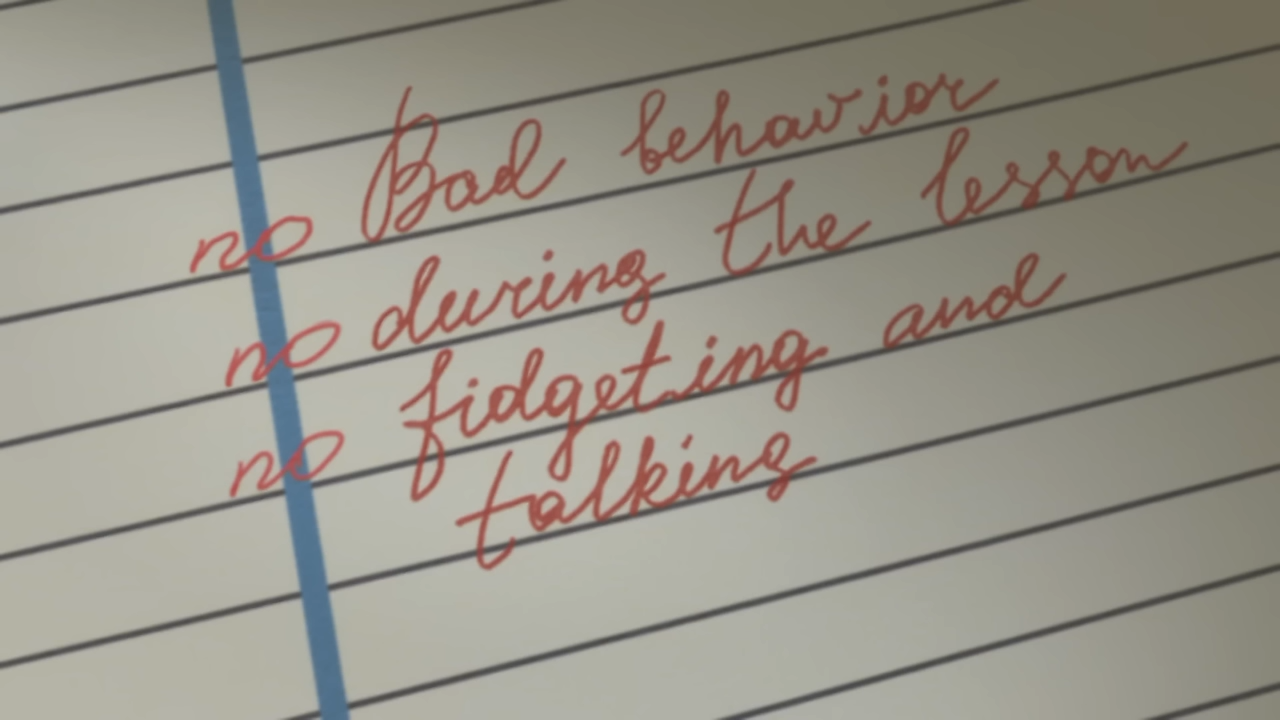 no Bad behavior
no during the lesson
no fidgeting and
talking